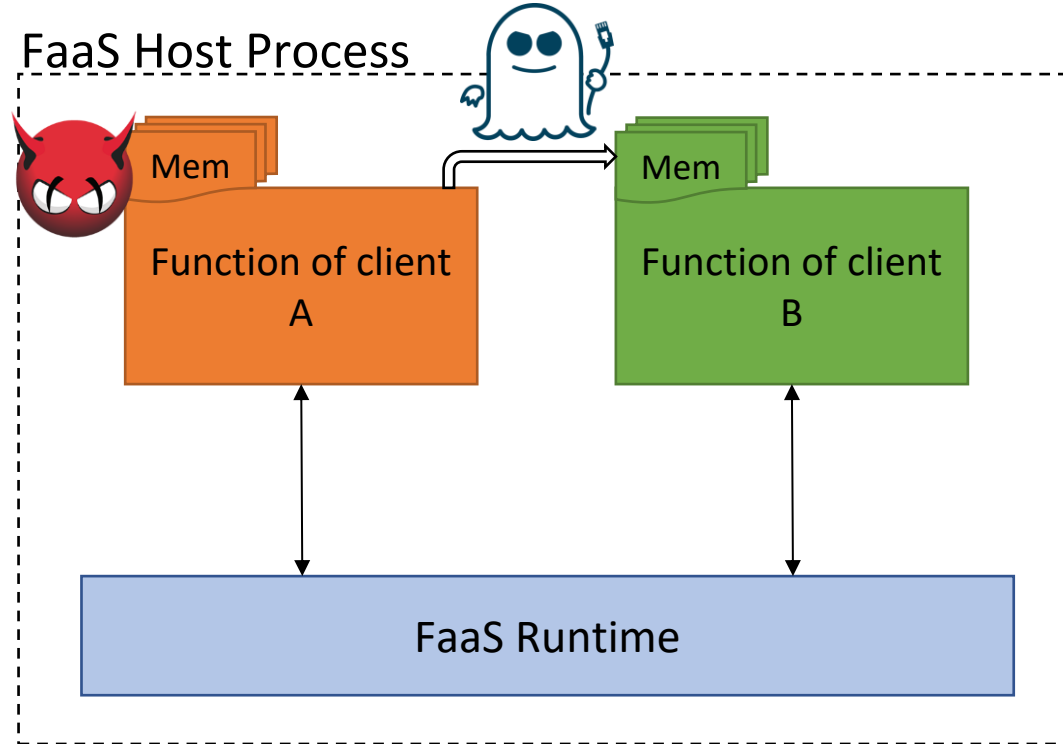 FaaS Host Process
Mem
Mem
Function of client
A
Function of client
B
FaaS Runtime